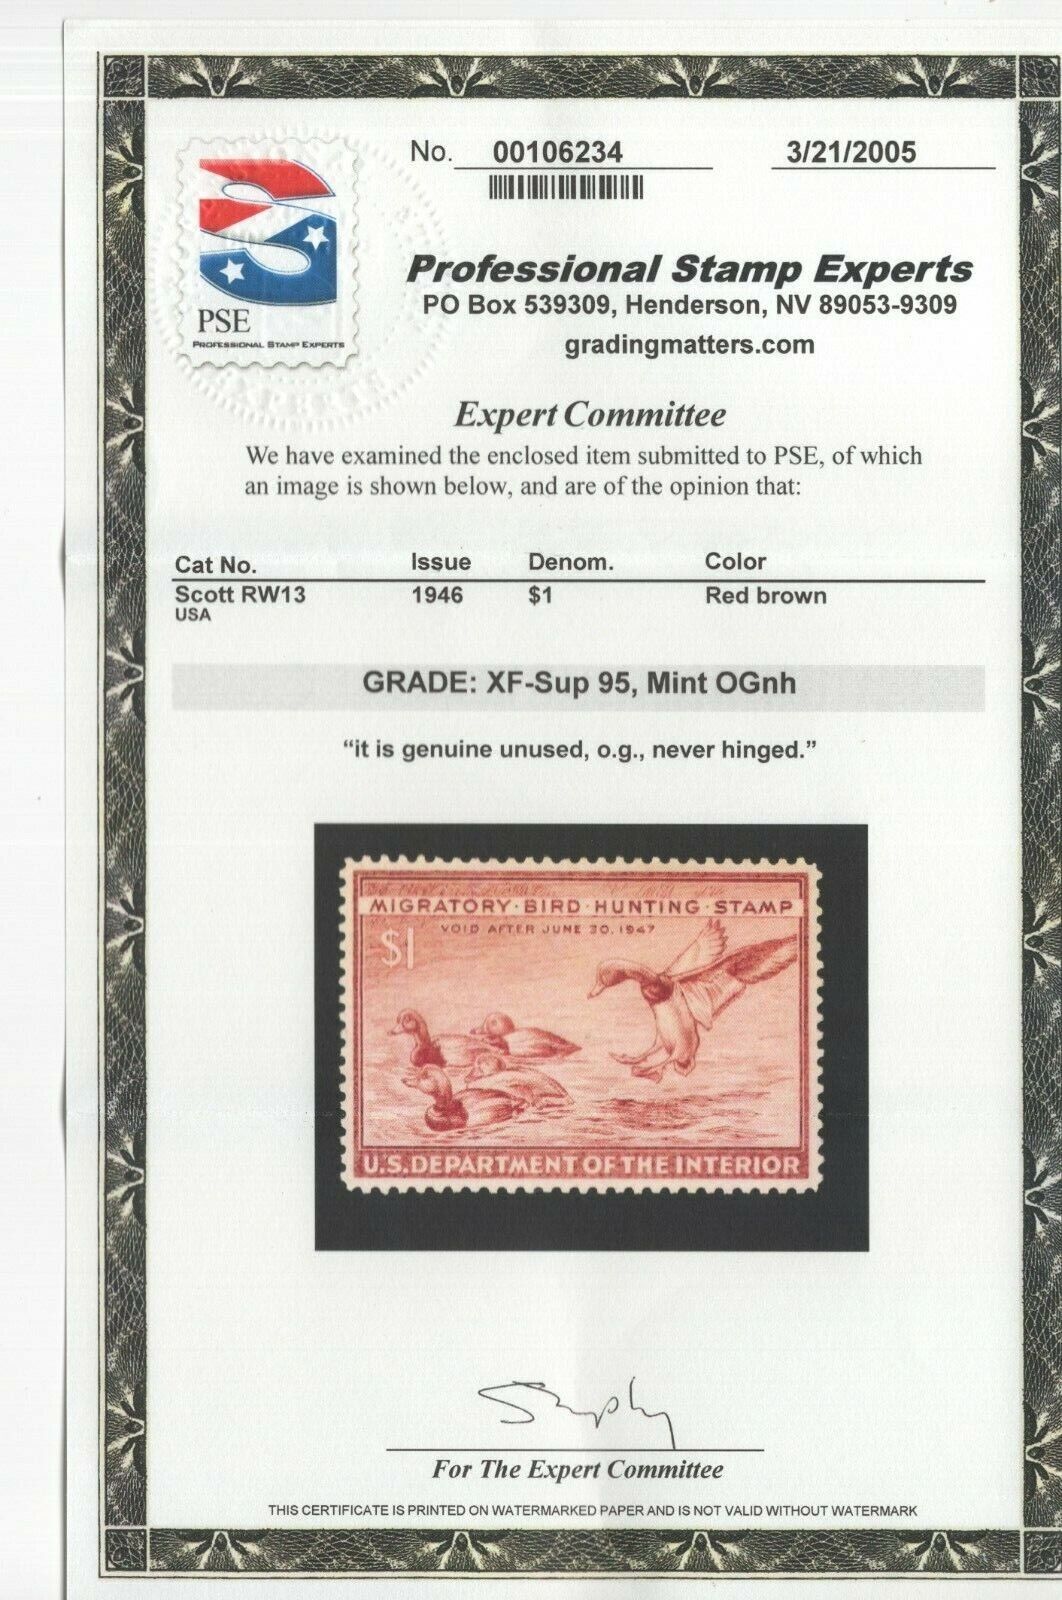 No. 00106234 3/21/2005
PSE
PROFESSIONAL STAMP EXPERTS
Professional Stamp Experts
PO Box 539309, Henderson, NV 89053-9309
gradingmatters.com
Expert Committee
We have examined the enclosed item submitted to PSE, of which
an image is shown below, and are of the opinion that:
Cat No. Issue Denom. Color
Scott RW13 1946 $1 Red brown
USA
GRADE: XF-Sup 95, Mint OGnh
“it is genuine unused, o.g., never hinged.”
MIGRATORY · BIRD · HUNTING · STAMP
VOID AFTER JUNE 30, 1947
$1
U.S. DEPARTMENT OF THE INTERIOR
For The Expert Committee
THIS CERTIFICATE IS PRINTED ON WATERMARKED PAPER AND IS NOT VALID WITHOUT WATERMARK